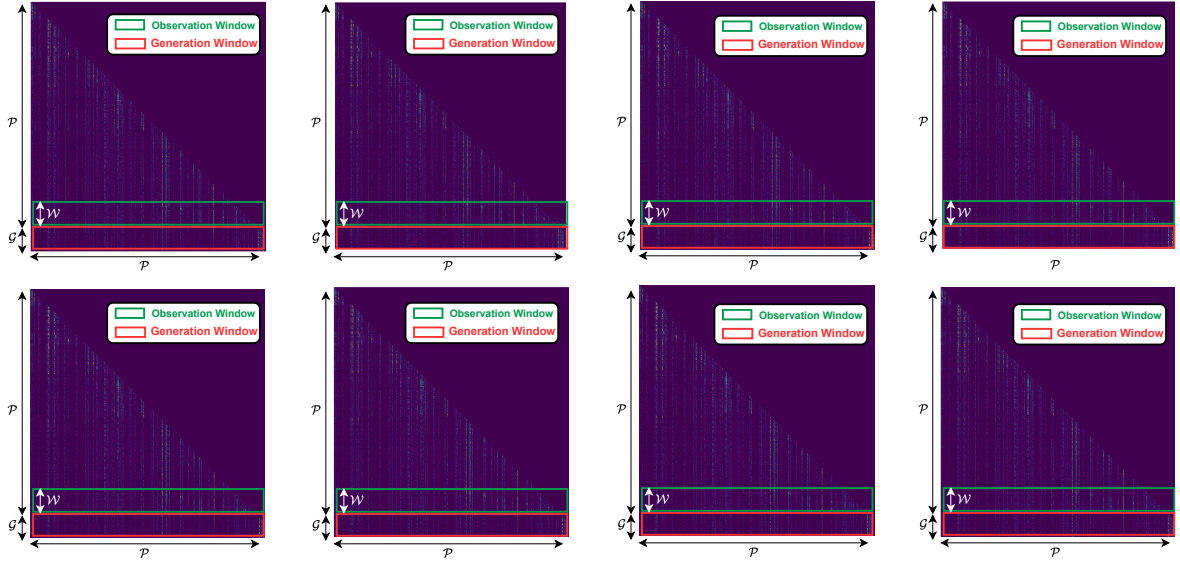 Observation Window
Generation Window
𝒫
𝒲
𝒢
𝒫
Observation Window
Generation Window
𝒫
𝒲
𝒢
𝒫
Observation Window
Generation Window
𝒫
𝒲
𝒢
𝒫
Observation Window
Generation Window
𝒫
𝒲
𝒢
𝒫
Observation Window
Generation Window
𝒫
𝒲
𝒢
𝒫
Observation Window
Generation Window
𝒫
𝒲
𝒢
𝒫
Observation Window
Generation Window
𝒫
𝒲
𝒢
𝒫
Observation Window
Generation Window
𝒫
𝒲
𝒢
𝒫